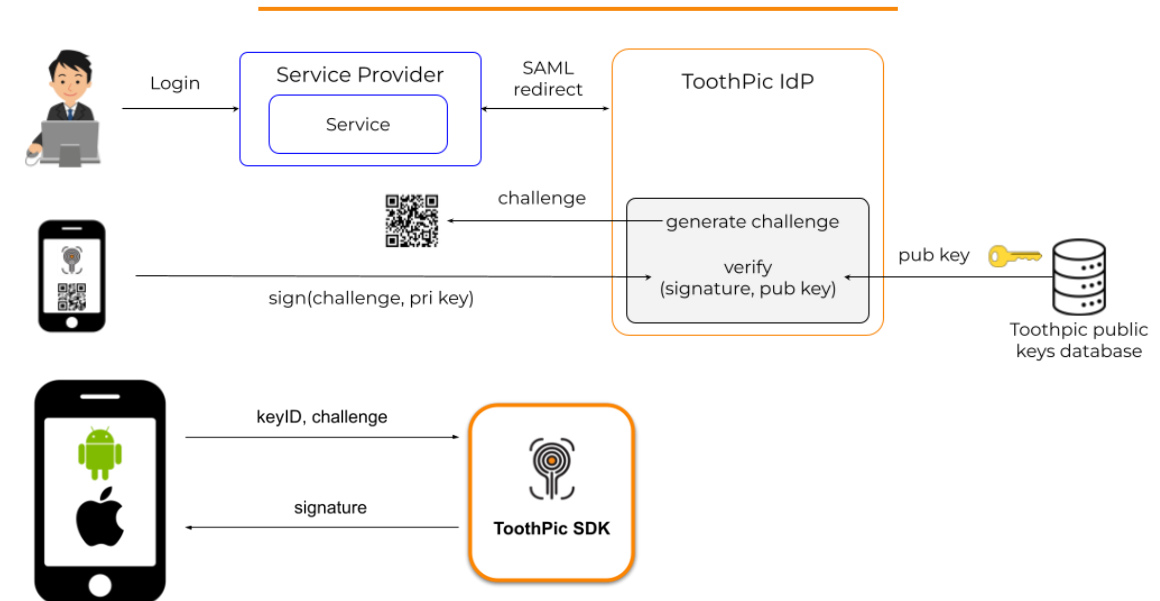 Login
Service Provider
Service
SAML
redirect
ToothPic IdP
challenge
generate challenge
verify
(signature, pub key)
pub key
sign(challenge, pri key)
Toothpic public
keys database
keyID, challenge
signature
ToothPic SDK